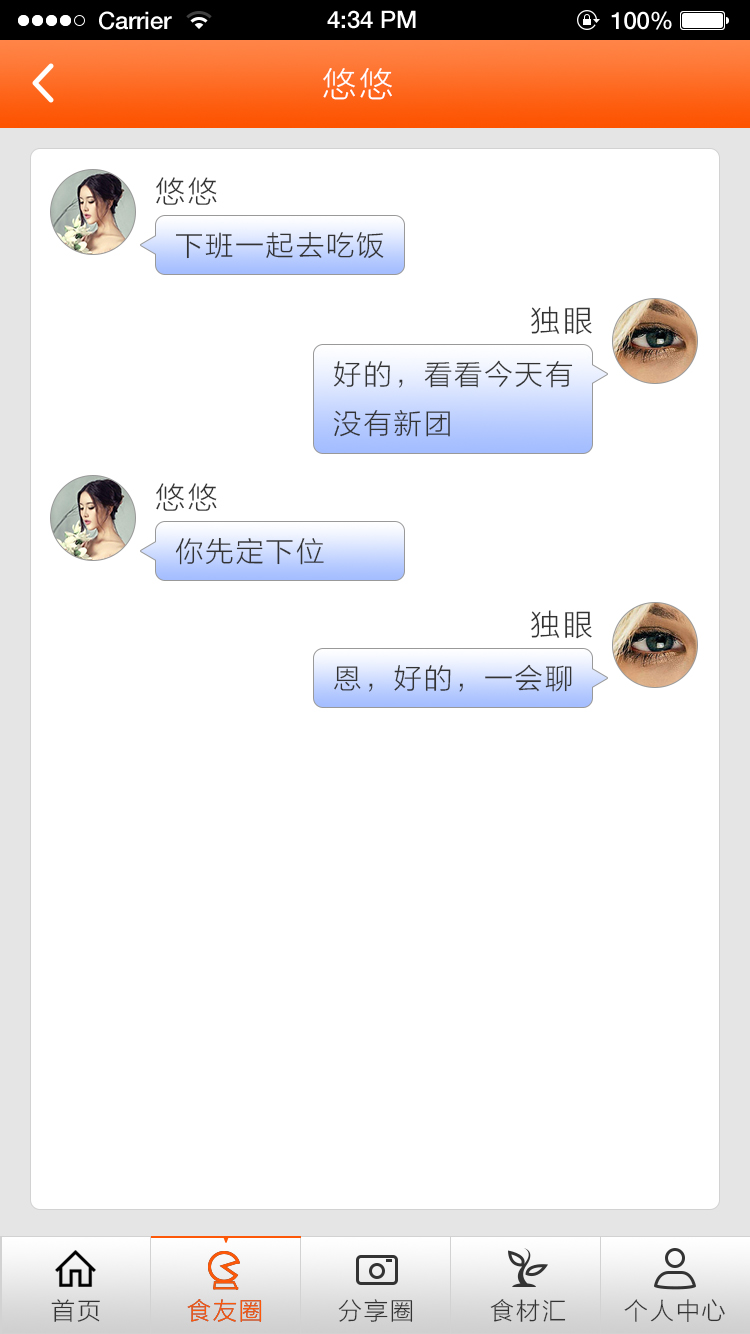 Carrier 4:34 PM 100%
悠悠
悠悠
下班一起去吃饭
独眼
好的，看看今天有
没有新团
悠悠
你先定下位
独眼
恩，好的，一会聊
首页 食友圈 分享圈 食材汇 个人中心